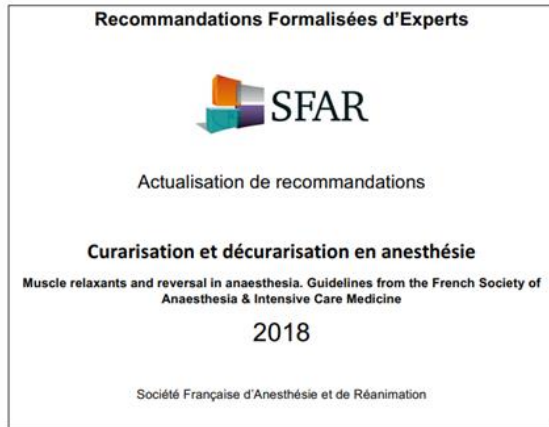 Recommandations Formalisées d'Experts
SFAR
Actualisation de recommandations
Curarisation et décurarisation en anesthésie
Muscle relaxants and reversal in anaesthesia. Guidelines from the French Society of
Anaesthesia & Intensive Care Medicine
2018
Société Française d'Anesthésie et de Réanimation